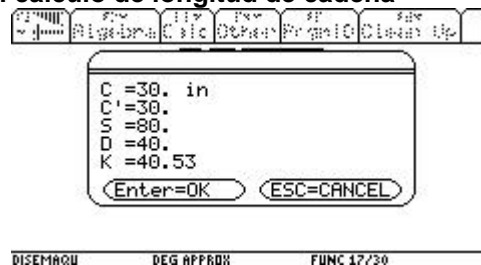 cálculo de longitud de cadena
Algebra Calc Other PrgmIO Clean Up
C =30. in
C'=30.
S =80.
D =40.
K =40.53
Enter=OK ESC=CANCEL
DISEMAQU DEG APPROX FUNC 17/30